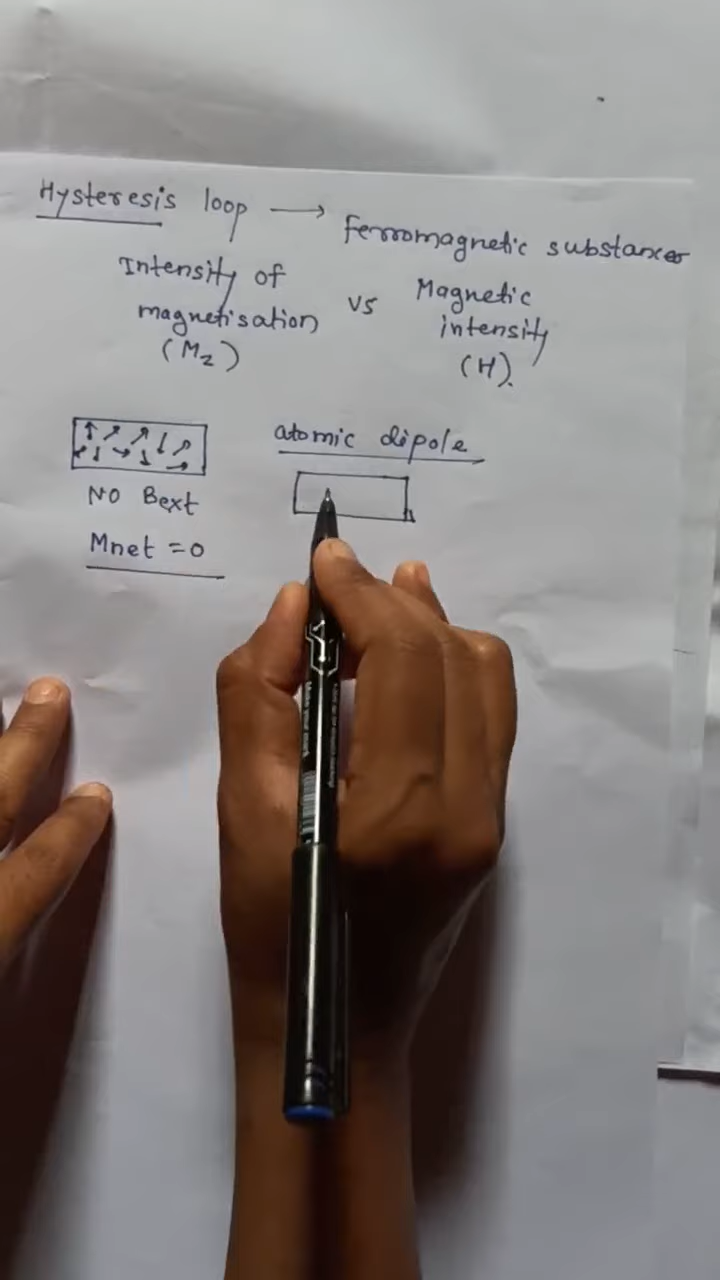 Hysteresis loop → Ferromagnetic substances
Intensity of magnetisation (Mz) vs Magnetic intensity (H).
atomic dipole
NO Bext
Mnet = 0